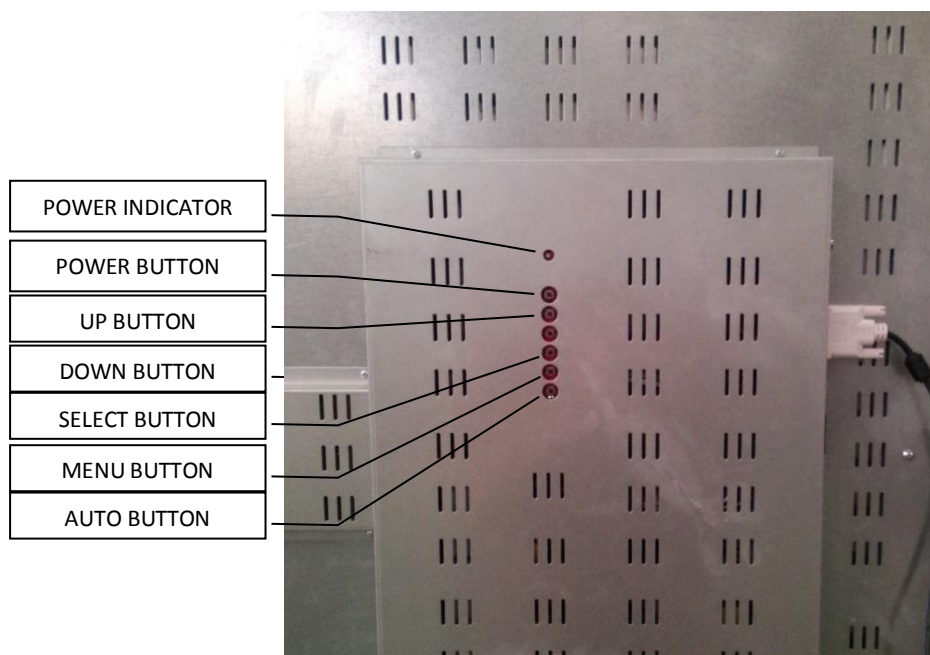 POWER INDICATOR
POWER BUTTON
UP BUTTON
DOWN BUTTON
SELECT BUTTON
MENU BUTTON
AUTO BUTTON